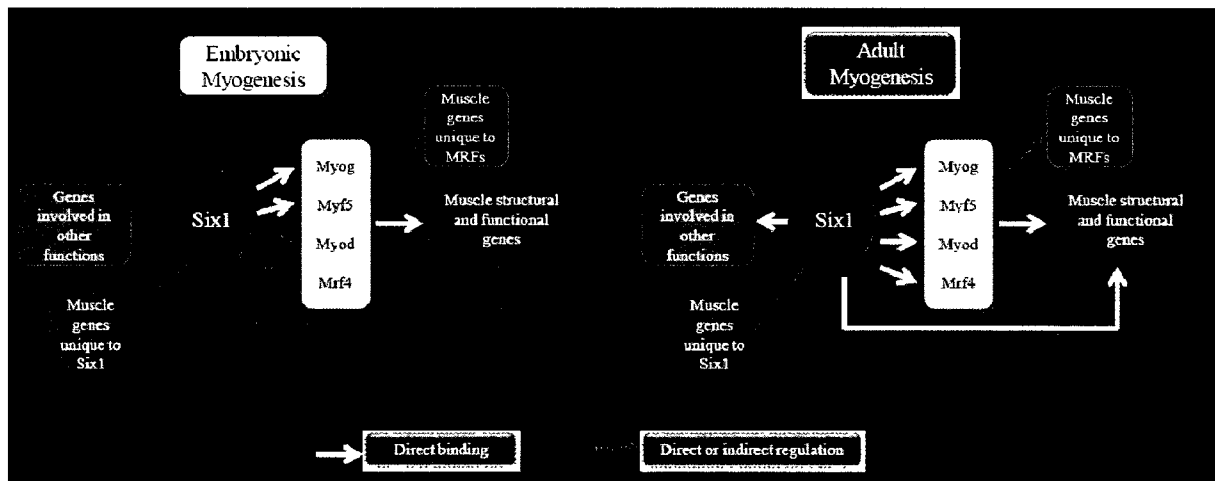 Embryonic
Myogenesis
Muscle
genes
unique to
MRFs
Myog
Myf5
Myod
Mrf4
Genes
involved in
other
functions
Six1
Muscle structural
and functional
genes
Muscle
genes
unique to
Six1
Adult
Myogenesis
Muscle
genes
unique to
MRFs
Myog
Myf5
Myod
Mrf4
Genes
involved in
other
functions
Six1
Muscle structural
and functional
genes
Muscle
genes
unique to
Six1
Direct binding
Direct or indirect regulation